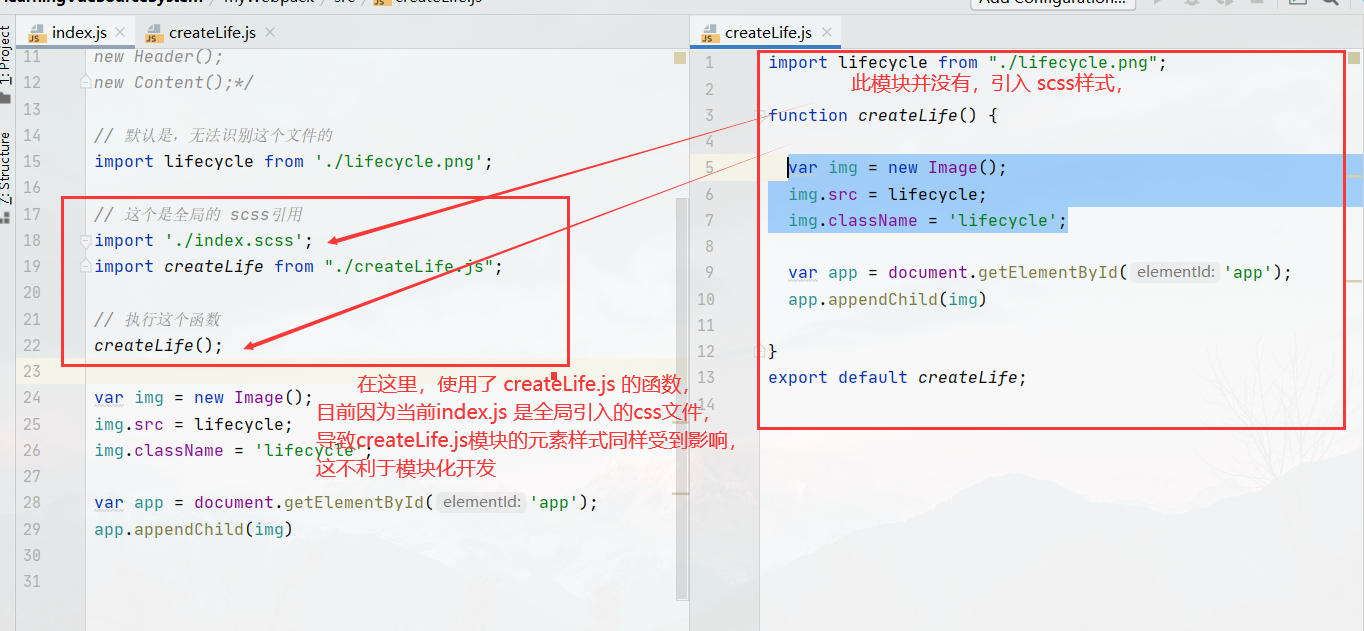 myWebpack
src
createLife.js
Add Configuration...
1: Project
7: Structure
index.js
createLife.js
11 new Header();
12 new Content();*/
13
14 // 默认是，无法识别这个文件的
15 import lifecycle from './lifecycle.png';
16
17 // 这个是全局的 scss引用
18 import './index.scss';
19 import createLife from "./createLife.js";
20
21 // 执行这个函数
22 createLife();
23
在这里，使用了 createLife.js 的函数，
目前因为当前index.js 是全局引入的css文件，
导致createLife.js模块的元素样式同样受到影响，
这不利于模块化开发
24 var img = new Image();
25 img.src = lifecycle;
26 img.className = 'lifecycle';
27
28 var app = document.getElementById( elementId: 'app');
29 app.appendChild(img)
30
31
createLife.js
1 import lifecycle from "./lifecycle.png";
此模块并没有，引入 scss样式，
2
3 function createLife() {
4
5 var img = new Image();
6 img.src = lifecycle;
7 img.className = 'lifecycle';
8
9 var app = document.getElementById( elementId: 'app');
10 app.appendChild(img)
11
12 }
13 export default createLife;
14